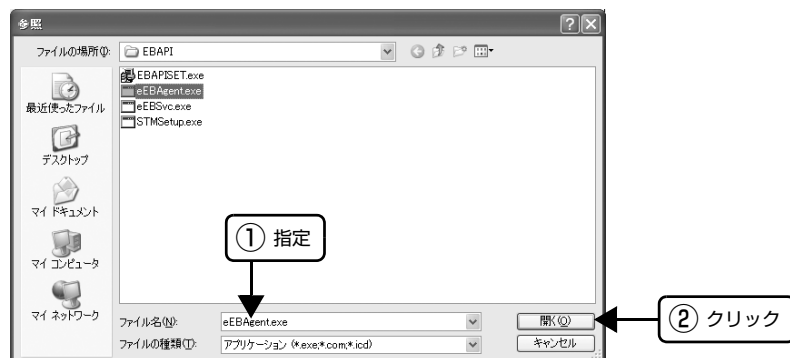 参照
ファイルの場所(I):
EBAPI
EBAPISET.exe
eEBAgent.exe
eEBSvc.exe
STMSetup.exe
最近使ったファイル
デスクトップ
マイ ドキュメント
マイ コンピュータ
マイ ネットワーク
① 指定
ファイル名(N):
eEBAgent.exe
開く(O)
② クリック
ファイルの種類(T):
アプリケーション (*.exe;*.com;*.icd)
キャンセル